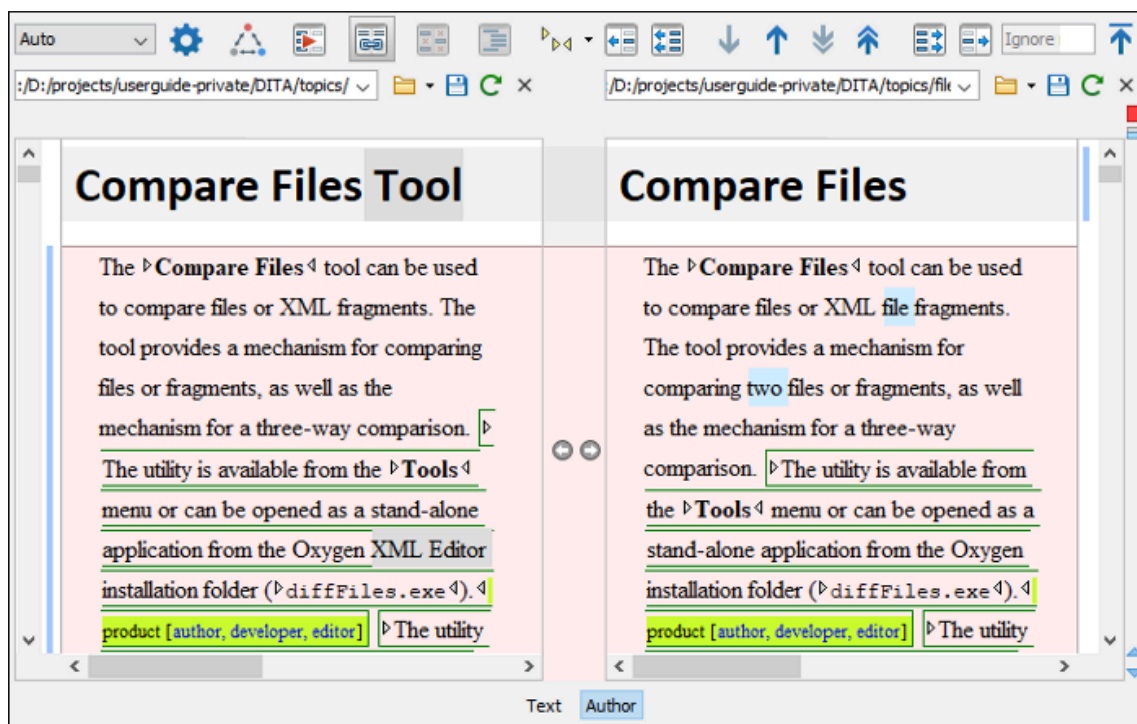 Auto
Ignore
:/D:/projects/userguide-private/DITA/topics/
/D:/projects/userguide-private/DITA/topics/file
Compare Files Tool
The Compare Files tool can be used
to compare files or XML fragments. The
tool provides a mechanism for comparing
files or fragments, as well as the
mechanism for a three-way comparison.
The utility is available from the Tools
menu or can be opened as a stand-alone
application from the Oxygen XML Editor
installation folder (diffFiles.exe).
product [author, developer, editor] The utility
Compare Files
The Compare Files tool can be used
to compare files or XML file fragments.
The tool provides a mechanism for
comparing two files or fragments, as well
as the mechanism for a three-way
comparison. The utility is available from
the Tools menu or can be opened as a
stand-alone application from the Oxygen
installation folder (diffFiles.exe).
product [author, developer, editor] The utility
Text Author